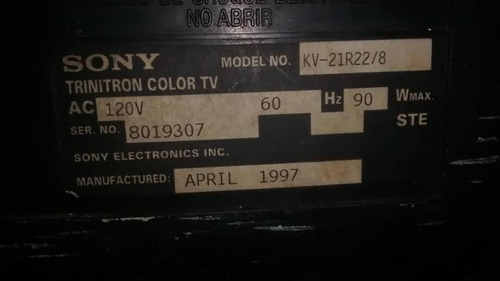 NO ABRIR
SONY MODEL NO. KV-21R22/8
TRINITRON COLOR TV
AC 120V 60 Hz 90 WMAX.
SER. NO. 8019307 STE
SONY ELECTRONICS INC.
MANUFACTURED: APRIL 1997